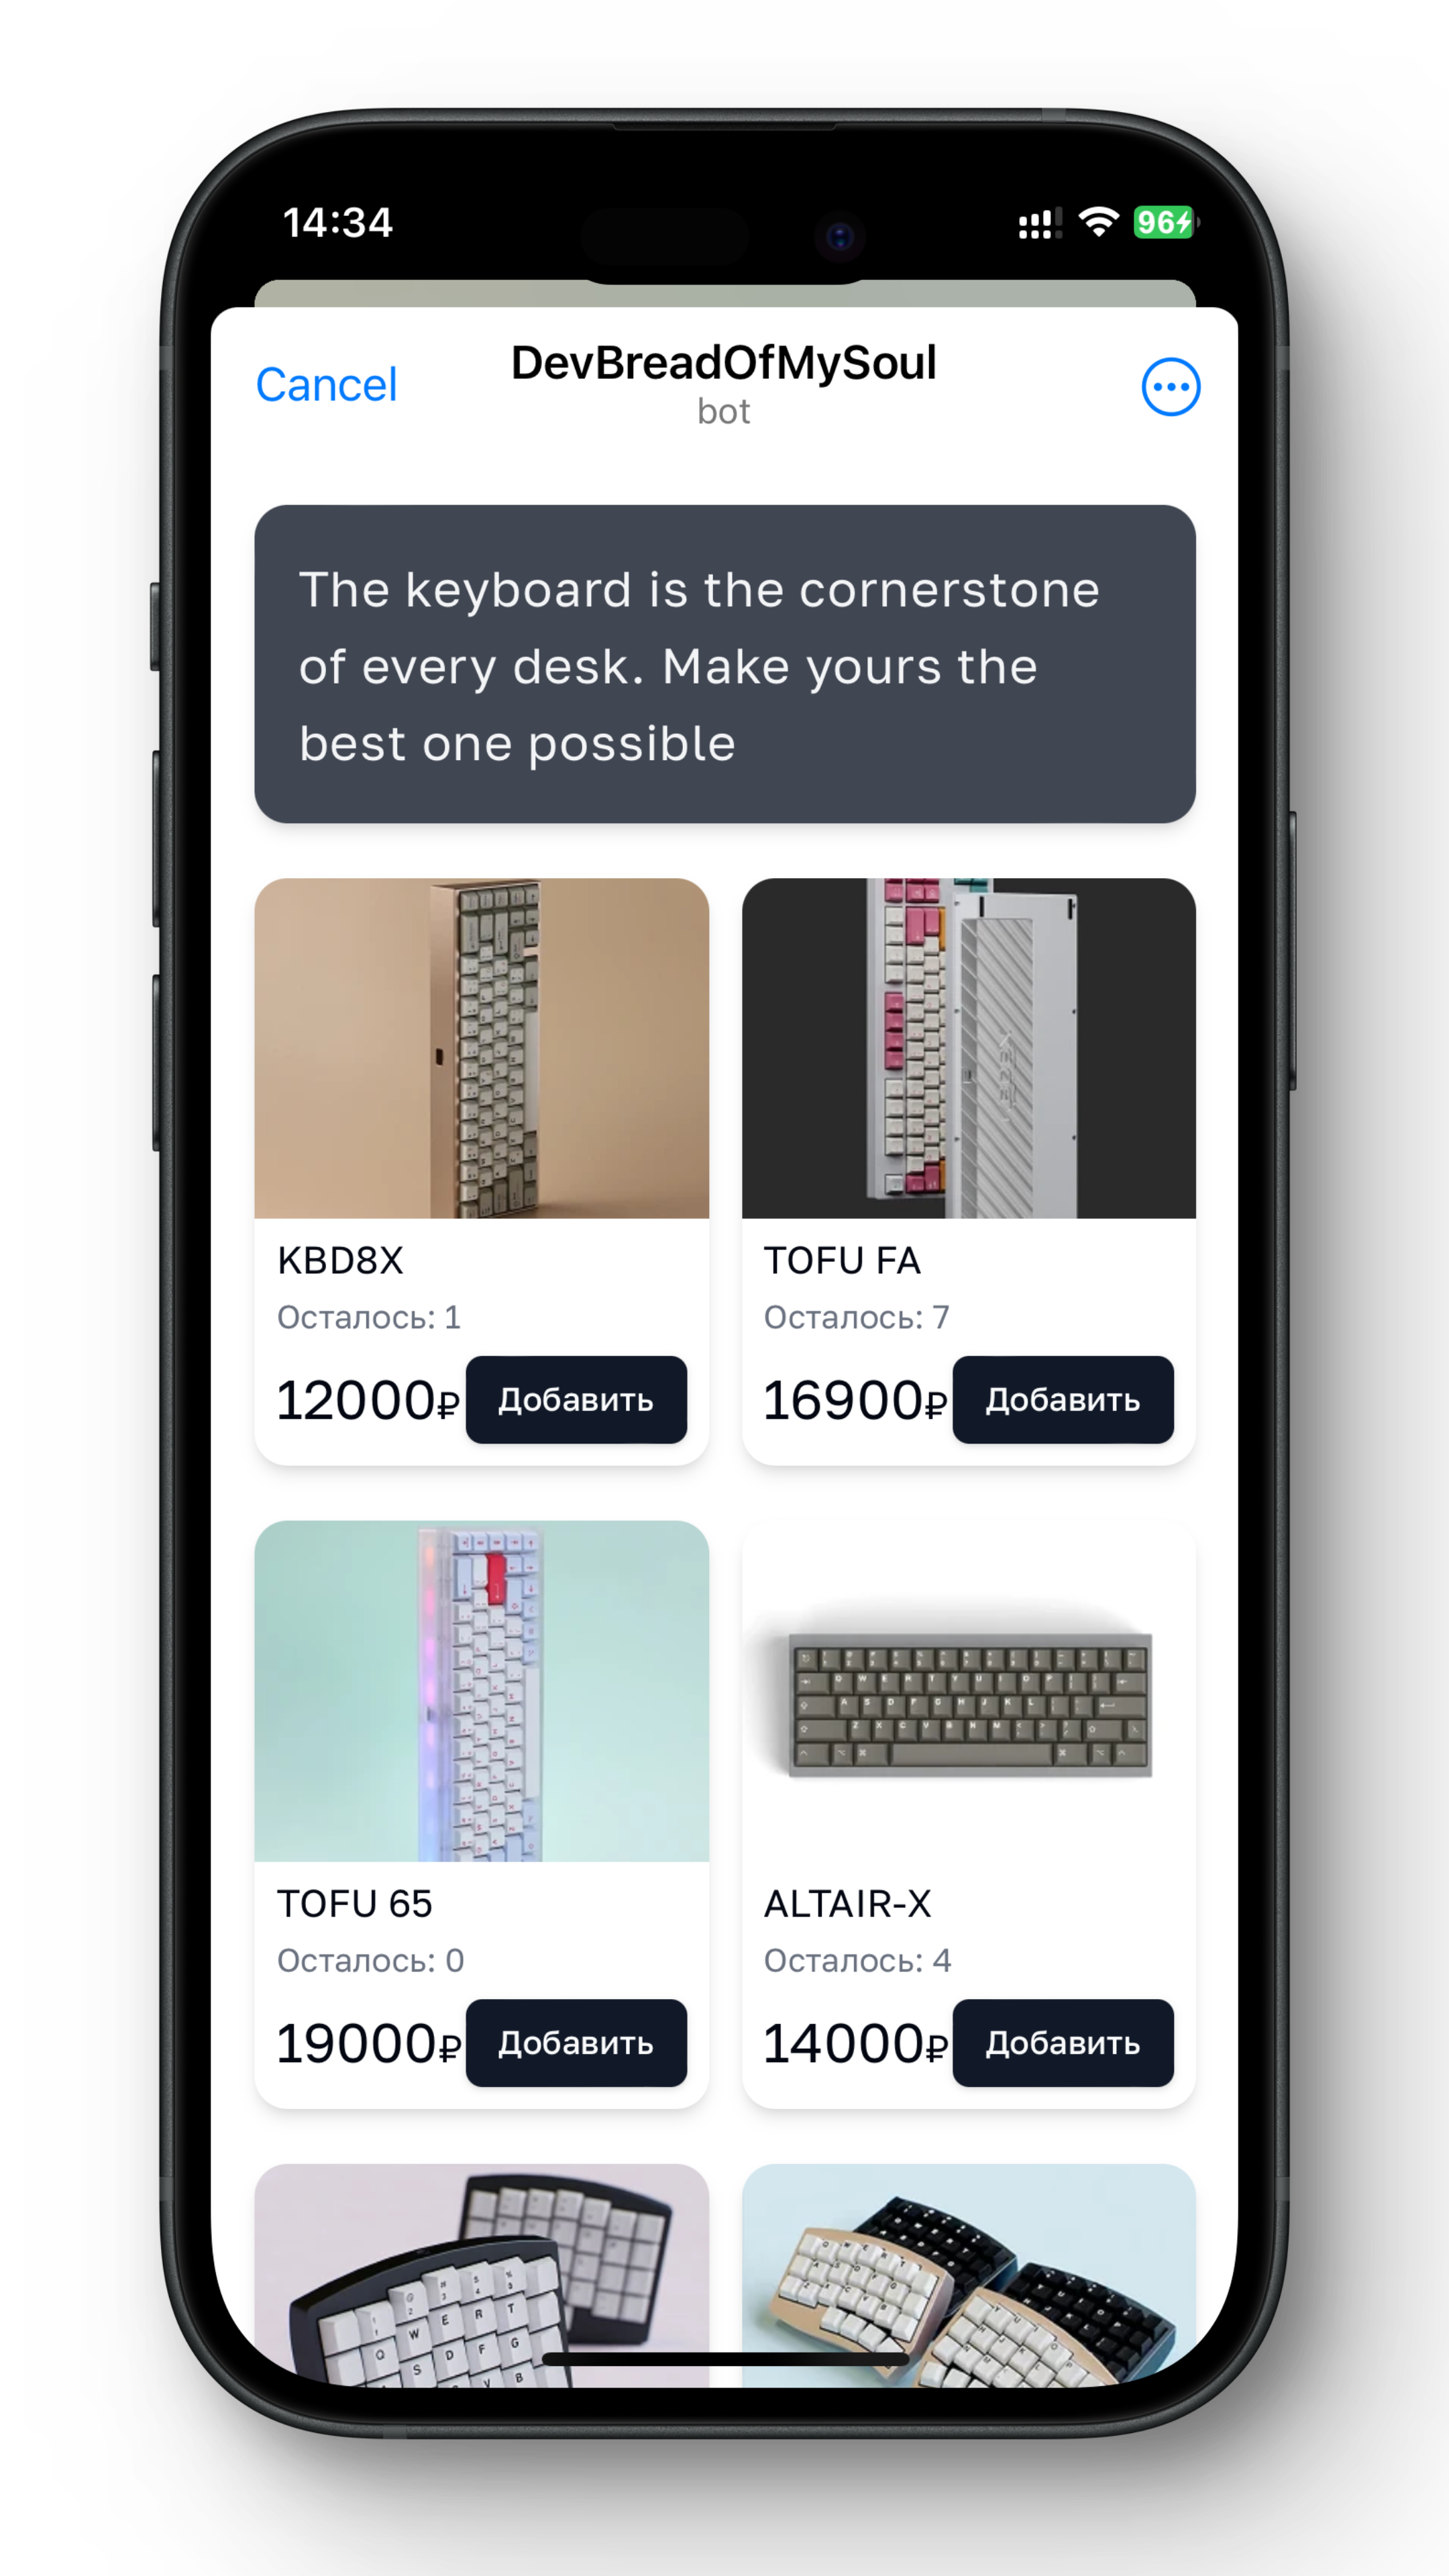 14:34
96
Cancel
DevBreadOfMySoul
bot
The keyboard is the cornerstone
of every desk. Make yours the
best one possible
KBD8X
Осталось: 1
12000₽
Добавить
TOFU FA
Осталось: 7
16900₽
Добавить
TOFU 65
Осталось: 0
19000₽
Добавить
ALTAIR-X
Осталось: 4
14000₽
Добавить